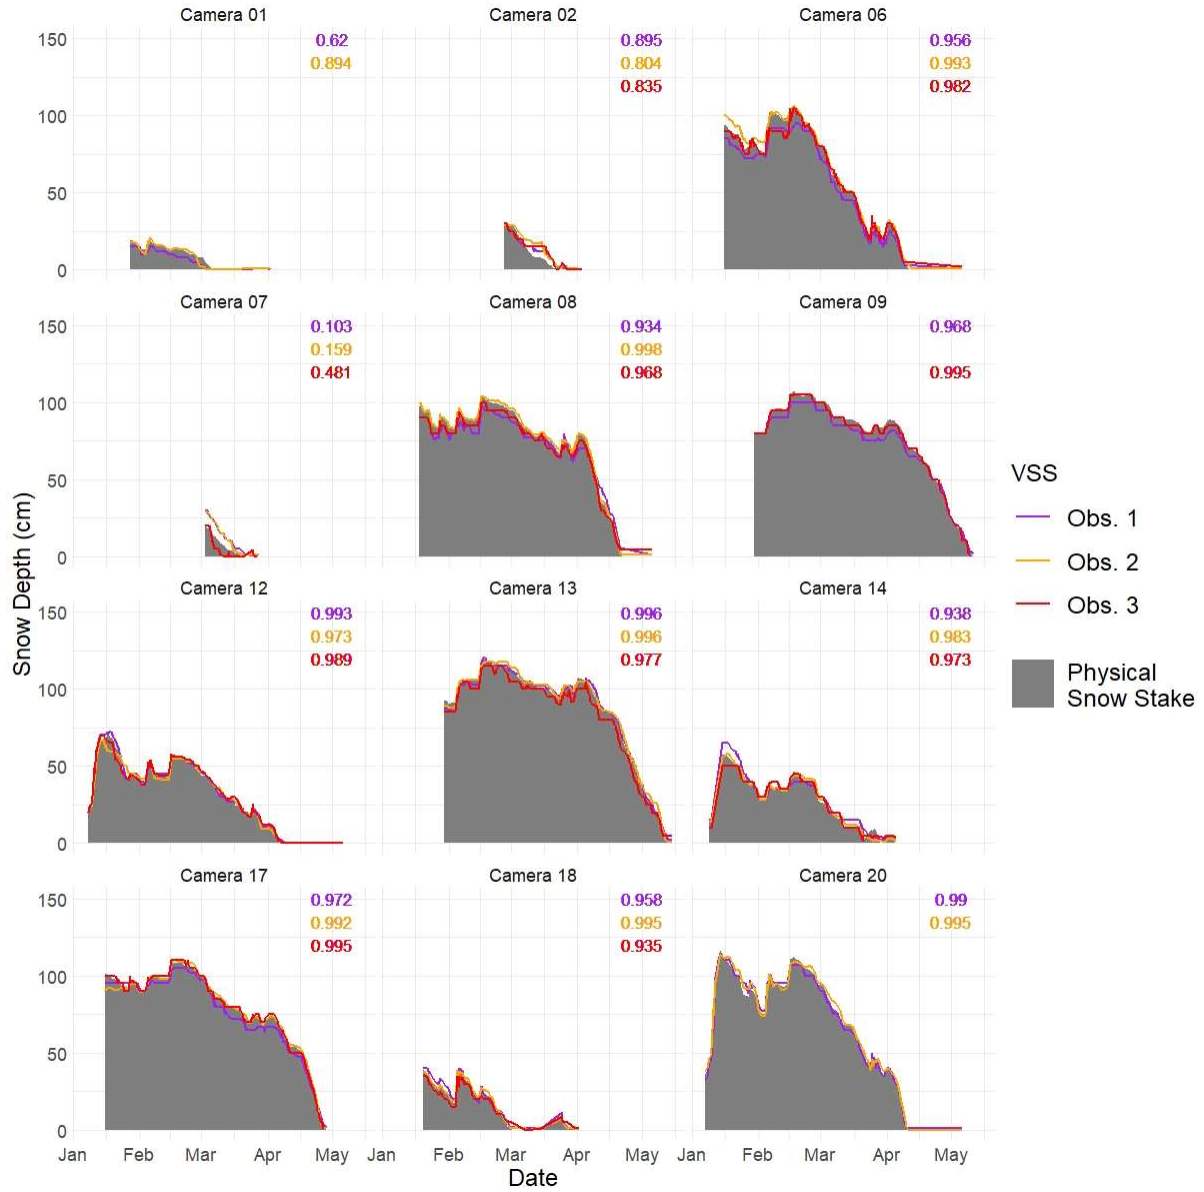 Camera 01 Camera 02 Camera 06
150 0.62 0.895 0.956
0.894 0.804 0.993
0.835 0.982
100
50
0
Camera 07 Camera 08 Camera 09
150 0.103 0.934 0.968
0.159 0.998
0.481 0.968 0.995
100
50
0
Camera 12 Camera 13 Camera 14
150 0.993 0.996 0.938
0.973 0.996 0.983
0.989 0.977 0.973
100
50
0
Camera 17 Camera 18 Camera 20
150 0.972 0.958 0.99
0.992 0.995 0.995
0.995 0.935
100
50
0
Jan Feb Mar Apr May Jan Feb Mar Apr May Jan Feb Mar Apr May
Date
Snow Depth (cm)
VSS
Obs. 1
Obs. 2
Obs. 3
Physical
Snow Stake